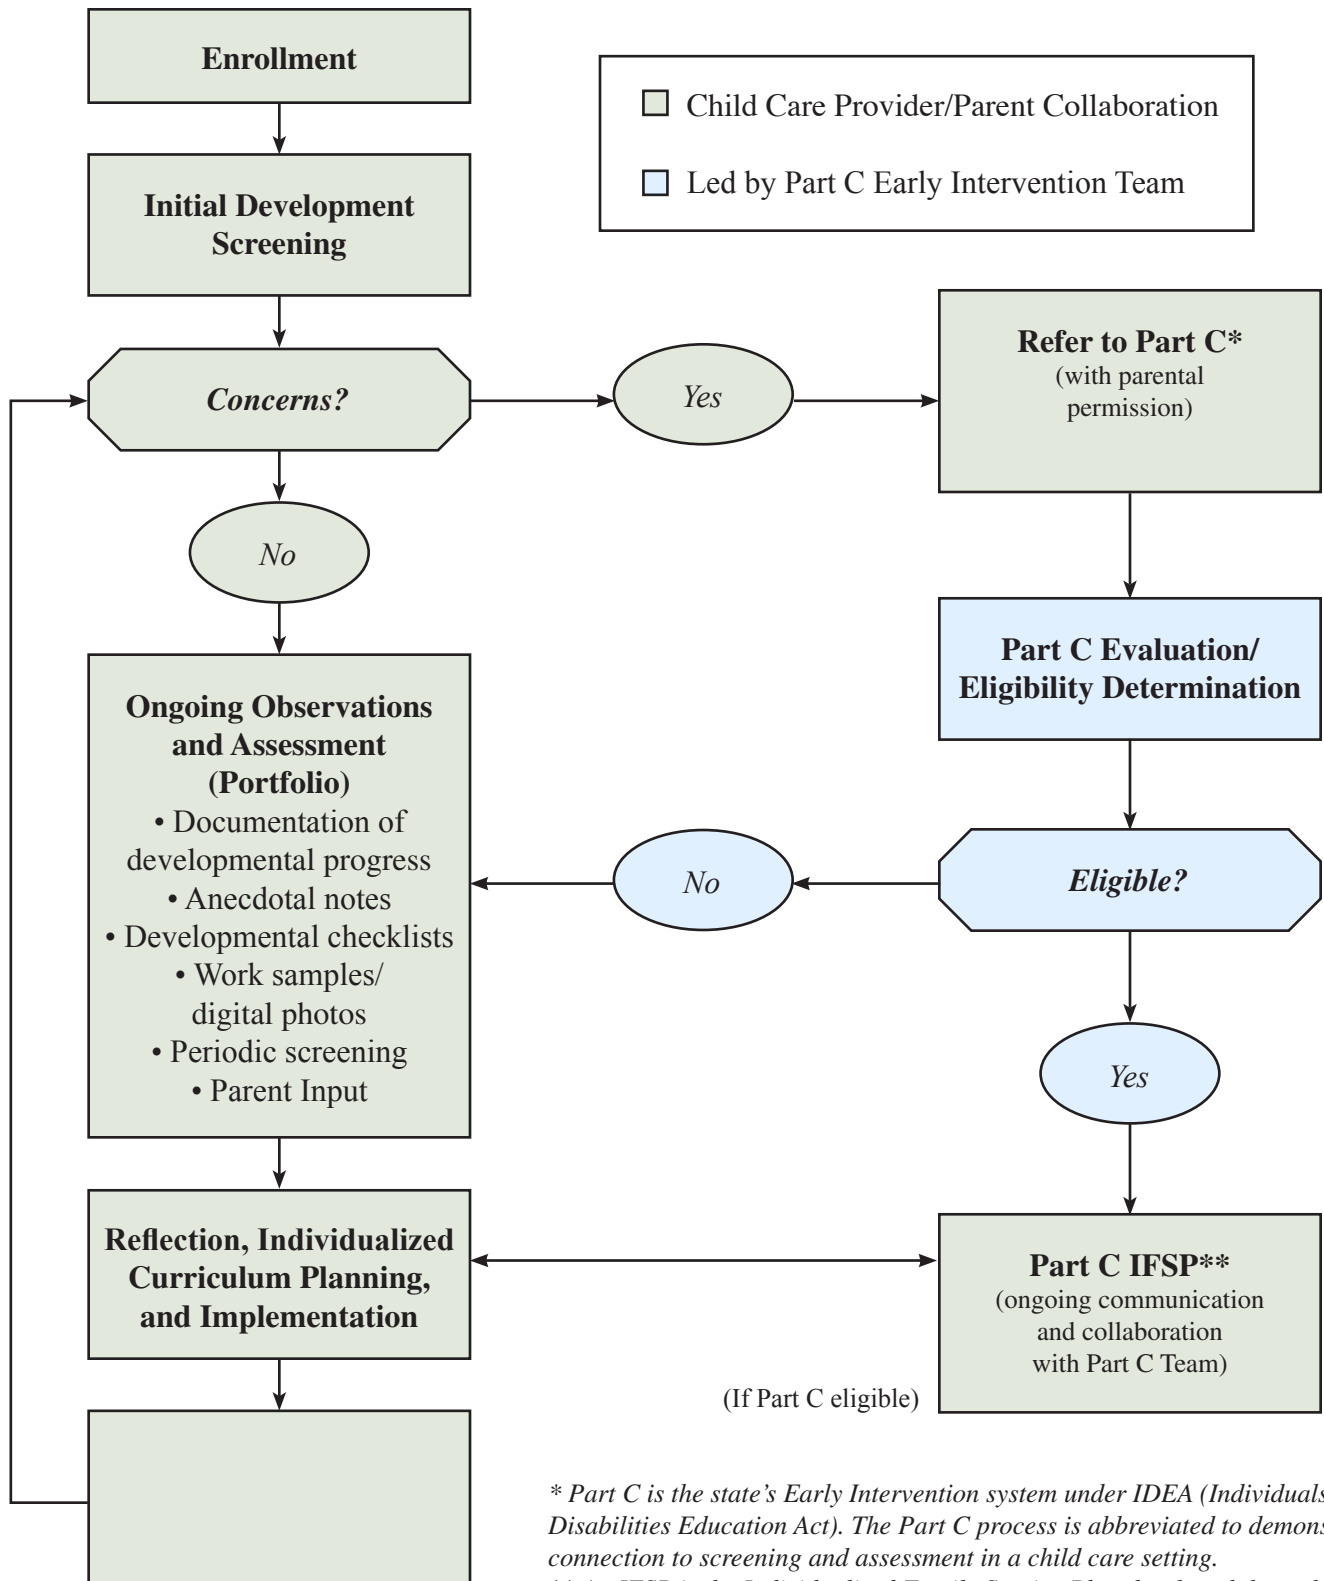 Enrollment
Child Care Provider/Parent Collaboration
Led by Part C Early Intervention Team
Initial Development
Screening
Concerns?
Yes
Refer to Part C*
(with parental
permission)
No
Part C Evaluation/
Eligibility Determination
Ongoing Observations
and Assessment
(Portfolio)
• Documentation of
developmental progress
• Anecdotal notes
• Developmental checklists
• Work samples/
digital photos
• Periodic screening
• Parent Input
No
Eligible?
Yes
Reflection, Individualized
Curriculum Planning,
and Implementation
Part C IFSP**
(ongoing communication
and collaboration
with Part C Team)
(If Part C eligible)
* Part C is the state’s Early Intervention system under IDEA (Individuals
Disabilities Education Act). The Part C process is abbreviated to demons
connection to screening and assessment in a child care setting.